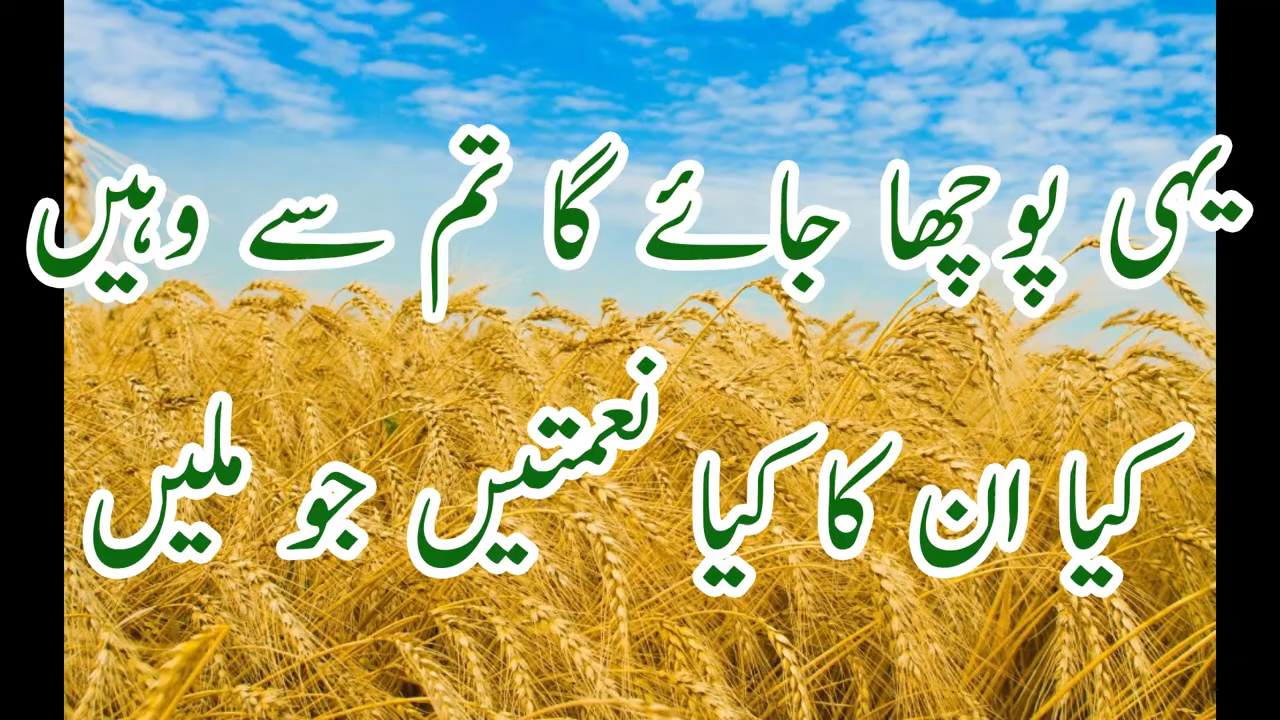 یہی پوچھا جائے گا تم سے وہیں
کیا ان کا کیا نعمتیں جو ملیں